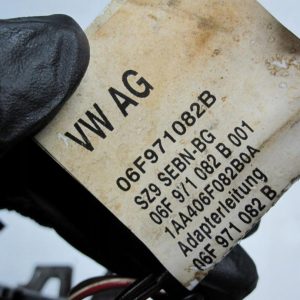 VW AG
06F971082B
SZ9 SEBN-BG
06F 971 082 B 001
1AA406F082B0A
Adapterleitung
06F 971 082 B